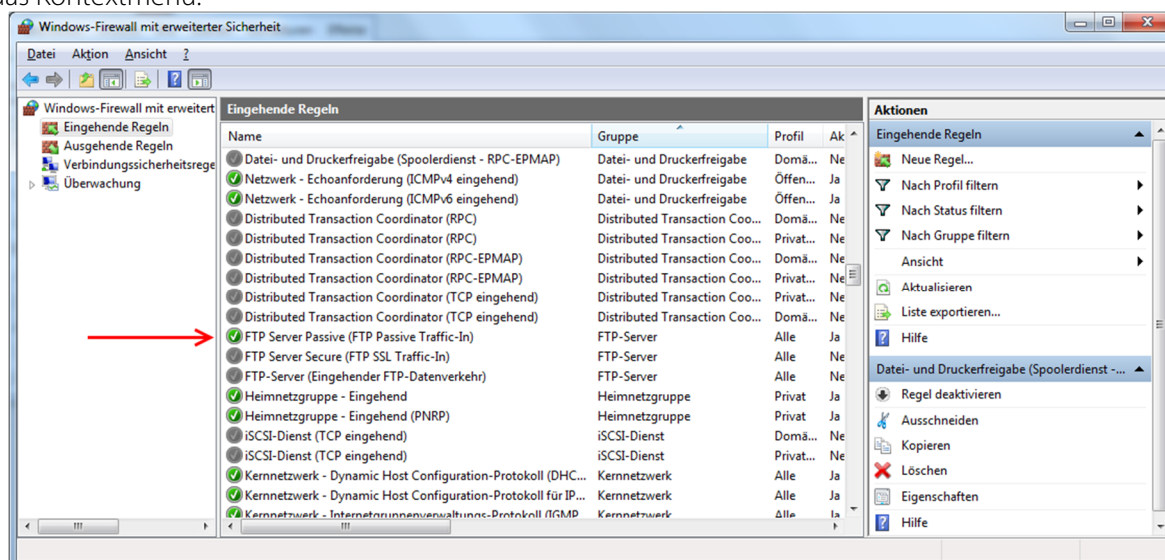 das Kontextmenü.
Windows-Firewall mit erweiterter Sicherheit
Datei Aktion Ansicht ?
Windows-Firewall mit erweitert
Eingehende Regeln
Ausgehende Regeln
Verbindungssicherheitsrege
Überwachung
Eingehende Regeln
Name Gruppe Profil Ak
Datei- und Druckerfreigabe (Spoolerdienst - RPC-EPMAP) Datei- und Druckerfreigabe Domä... Ne
Netzwerk - Echoanforderung (ICMPv4 eingehend) Datei- und Druckerfreigabe Öffen... Ja
Netzwerk - Echoanforderung (ICMPv6 eingehend) Datei- und Druckerfreigabe Öffen... Ja
Distributed Transaction Coordinator (RPC) Distributed Transaction Coo... Domä... Ne
Distributed Transaction Coordinator (RPC) Distributed Transaction Coo... Privat... Ne
Distributed Transaction Coordinator (RPC-EPMAP) Distributed Transaction Coo... Domä... Ne
Distributed Transaction Coordinator (RPC-EPMAP) Distributed Transaction Coo... Privat... Ne
Distributed Transaction Coordinator (TCP eingehend) Distributed Transaction Coo... Privat... Ne
Distributed Transaction Coordinator (TCP eingehend) Distributed Transaction Coo... Domä... Ne
FTP Server Passive (FTP Passive Traffic-In) FTP-Server Alle Ja
FTP Server Secure (FTP SSL Traffic-In) FTP-Server Alle Ne
FTP-Server (Eingehender FTP-Datenverkehr) FTP-Server Alle Ne
Heimnetzgruppe - Eingehend Heimnetzgruppe Privat Ja
Heimnetzgruppe - Eingehend (PNRP) Heimnetzgruppe Privat Ja
iSCSI-Dienst (TCP eingehend) iSCSI-Dienst Domä... Ne
iSCSI-Dienst (TCP eingehend) iSCSI-Dienst Privat... Ne
Kernnetzwerk - Dynamic Host Configuration-Protokoll (DHC... Kernnetzwerk Alle Ja
Kernnetzwerk - Dynamic Host Configuration-Protokoll für IP... Kernnetzwerk Alle Ja
Kernnetzwerk - Internetgruppenverwaltungs-Protokoll (IGMP Kernnetzwerk Alle Ja
Aktionen
Eingehende Regeln
Neue Regel...
Nach Profil filtern
Nach Status filtern
Nach Gruppe filtern
Ansicht
Aktualisieren
Liste exportieren...
Hilfe
Datei- und Druckerfreigabe (Spoolerdienst -...
Regel deaktivieren
Ausschneiden
Kopieren
Löschen
Eigenschaften
Hilfe